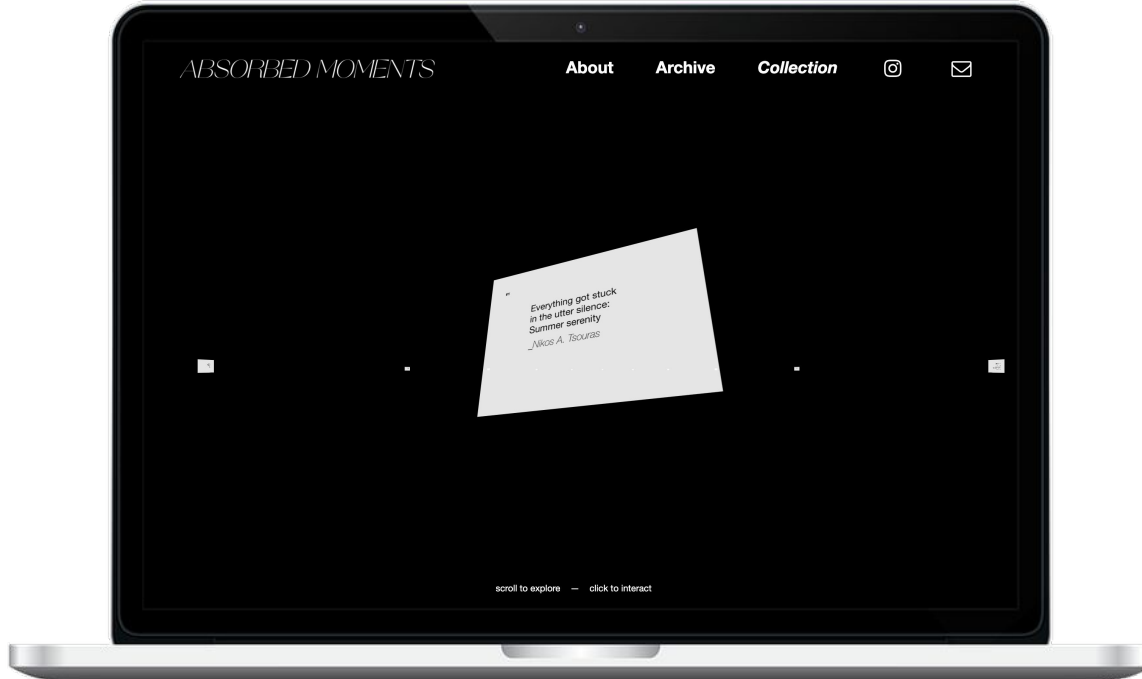 ABSORBED MOMENTS
About
Archive
Collection
Everything got stuck
in the utter silence:
Summer serenity
_Nikos A. Tsouras
scroll to explore — click to interact